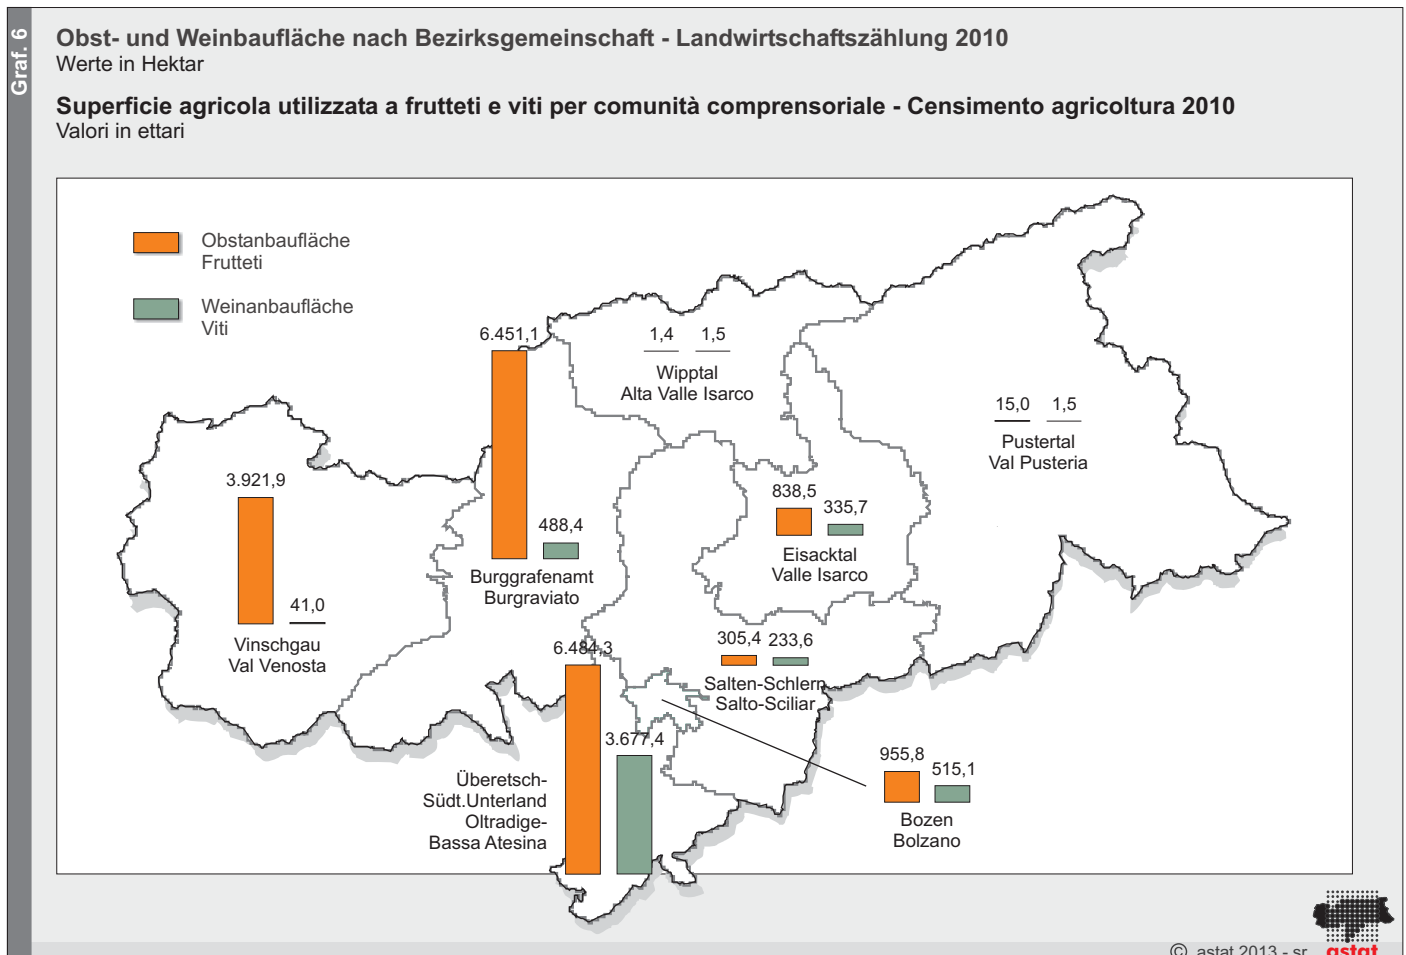 Graf. 6
Obst- und Weinbaufläche nach Bezirksgemeinschaft - Landwirtschaftszählung 2010
Werte in Hektar
Superficie agricola utilizzata a frutteti e viti per comunità comprensoriale - Censimento agricoltura 2010
Valori in ettari
Obstanbaufläche
Frutteti
Weinanbaufläche
Viti
6.451,1
488,4
Burggrafenamt
Burgraviato
1,4 1,5
Wipptal
Alta Valle Isarco
15,0 1,5
Pustertal
Val Pusteria
3.921,9
41,0
Vinschgau
Val Venosta
838,5
335,7
Eisacktal
Valle Isarco
305,4 233,6
Salten-Schlern
Salto-Sciliar
6.484,3
3.677,4
Überetsch-
Südt.Unterland
Oltradige-
Bassa Atesina
955,8
515,1
Bozen
Bolzano
© astat 2013 - sr
astat